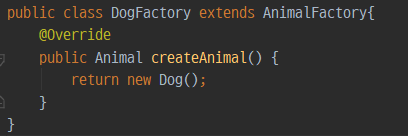 public class DogFactory extends AnimalFactory{
    @Override
    public Animal createAnimal() {
        return new Dog();
    }
}